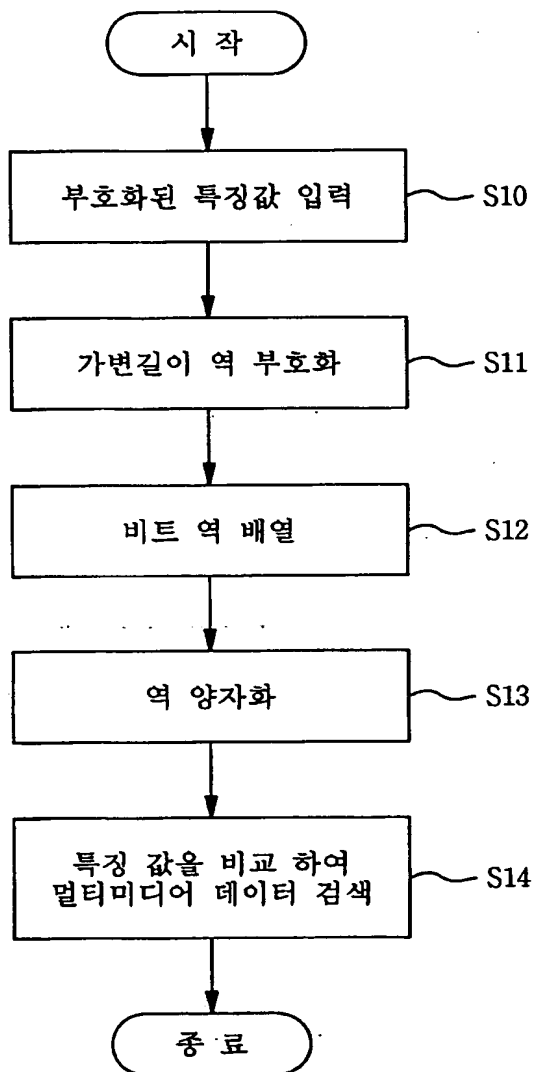 시 작
부호화된 특징값 입력
S10
가변길이 역 부호화
S11
비트 역 배열
S12
역 양자화
S13
특징 값을 비교 하여
멀티미디어 데이터 검색
S14
종 료